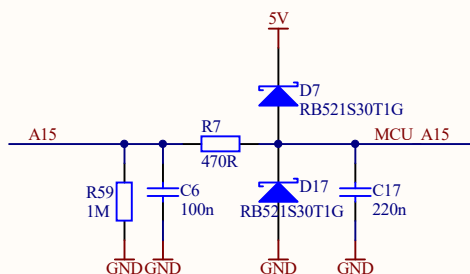 5V
D7
RB521S30T1G
A15
R7
470R
MCU A15
R59
1M
C6
100n
D17
RB521S30T1G
C17
220n
GND
GND
GND
GND